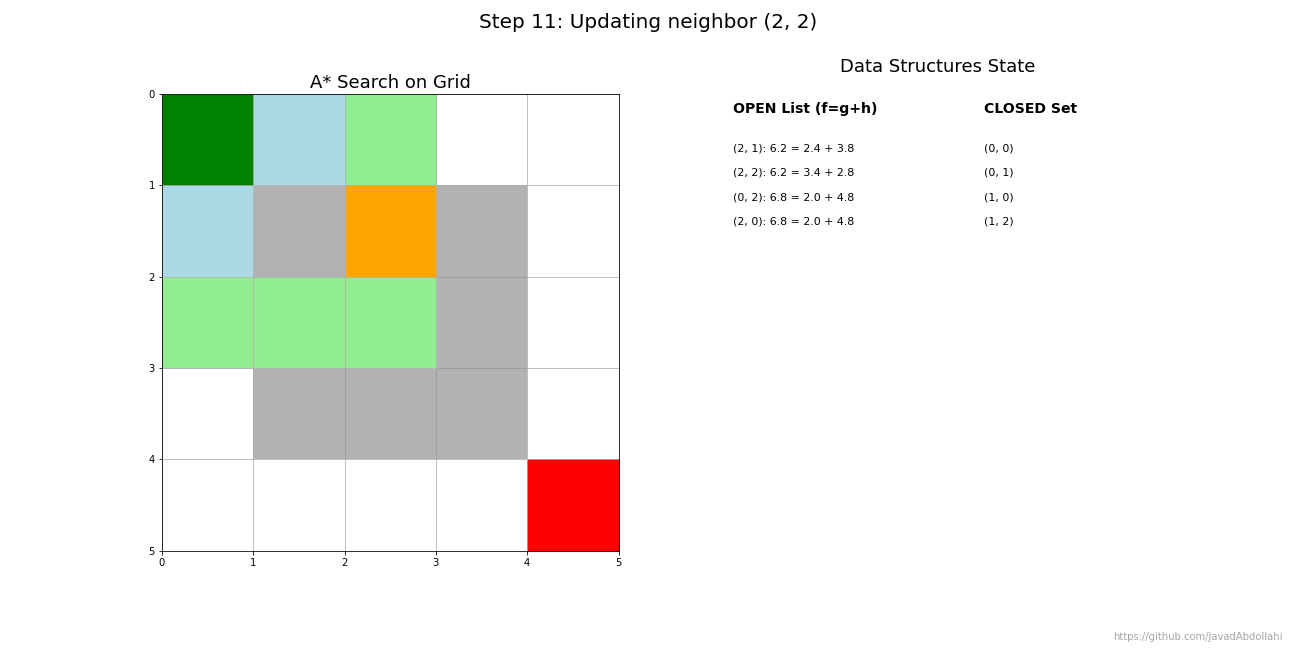 Step 11: Updating neighbor (2, 2)
A* Search on Grid
0
1
2
3
4
5
0 1 2 3 4 5
Data Structures State
OPEN List (f=g+h)
(2, 1): 6.2 = 2.4 + 3.8
(2, 2): 6.2 = 3.4 + 2.8
(0, 2): 6.8 = 2.0 + 4.8
(2, 0): 6.8 = 2.0 + 4.8
CLOSED Set
(0, 0)
(0, 1)
(1, 0)
(1, 2)
https://github.com/JavadAbdollahi